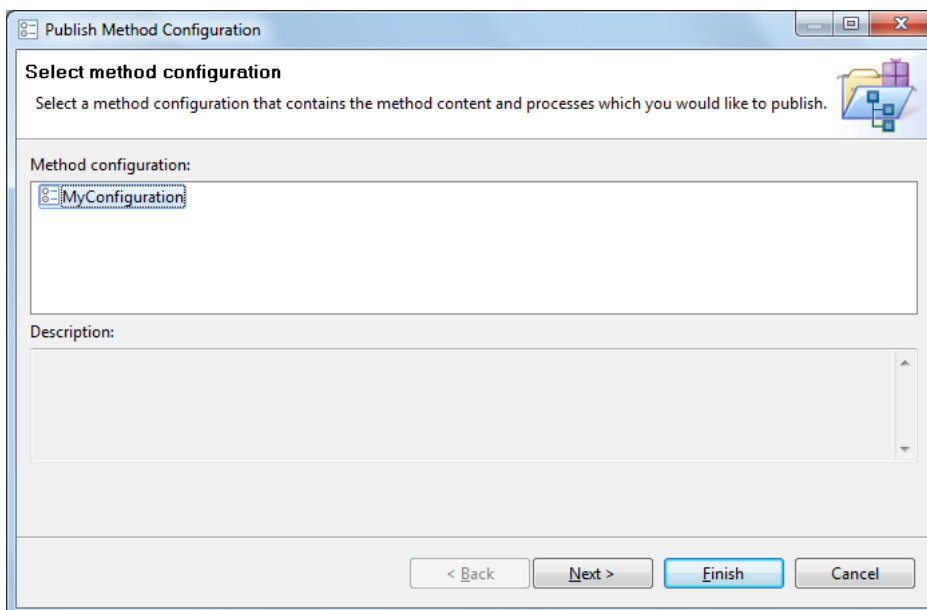 Publish Method Configuration
Select method configuration
Select a method configuration that contains the method content and processes which you would like to publish.
Method configuration:
MyConfiguration
Description:
< Back Next > Finish Cancel